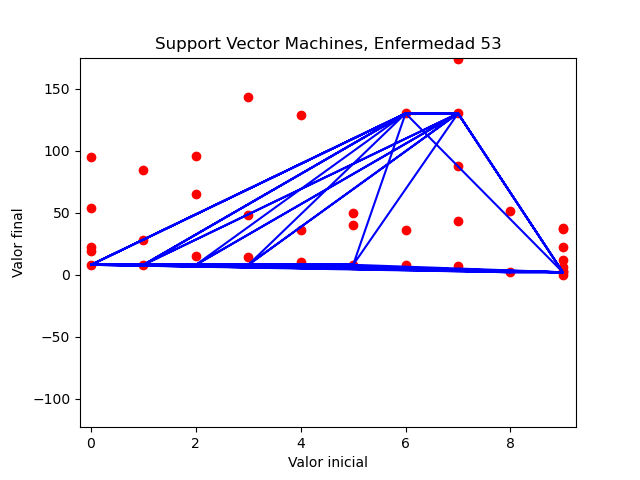 Support Vector Machines, Enfermedad 53
150
100
50
0
−50
−100
Valor final
0 2 4 6 8
Valor inicial